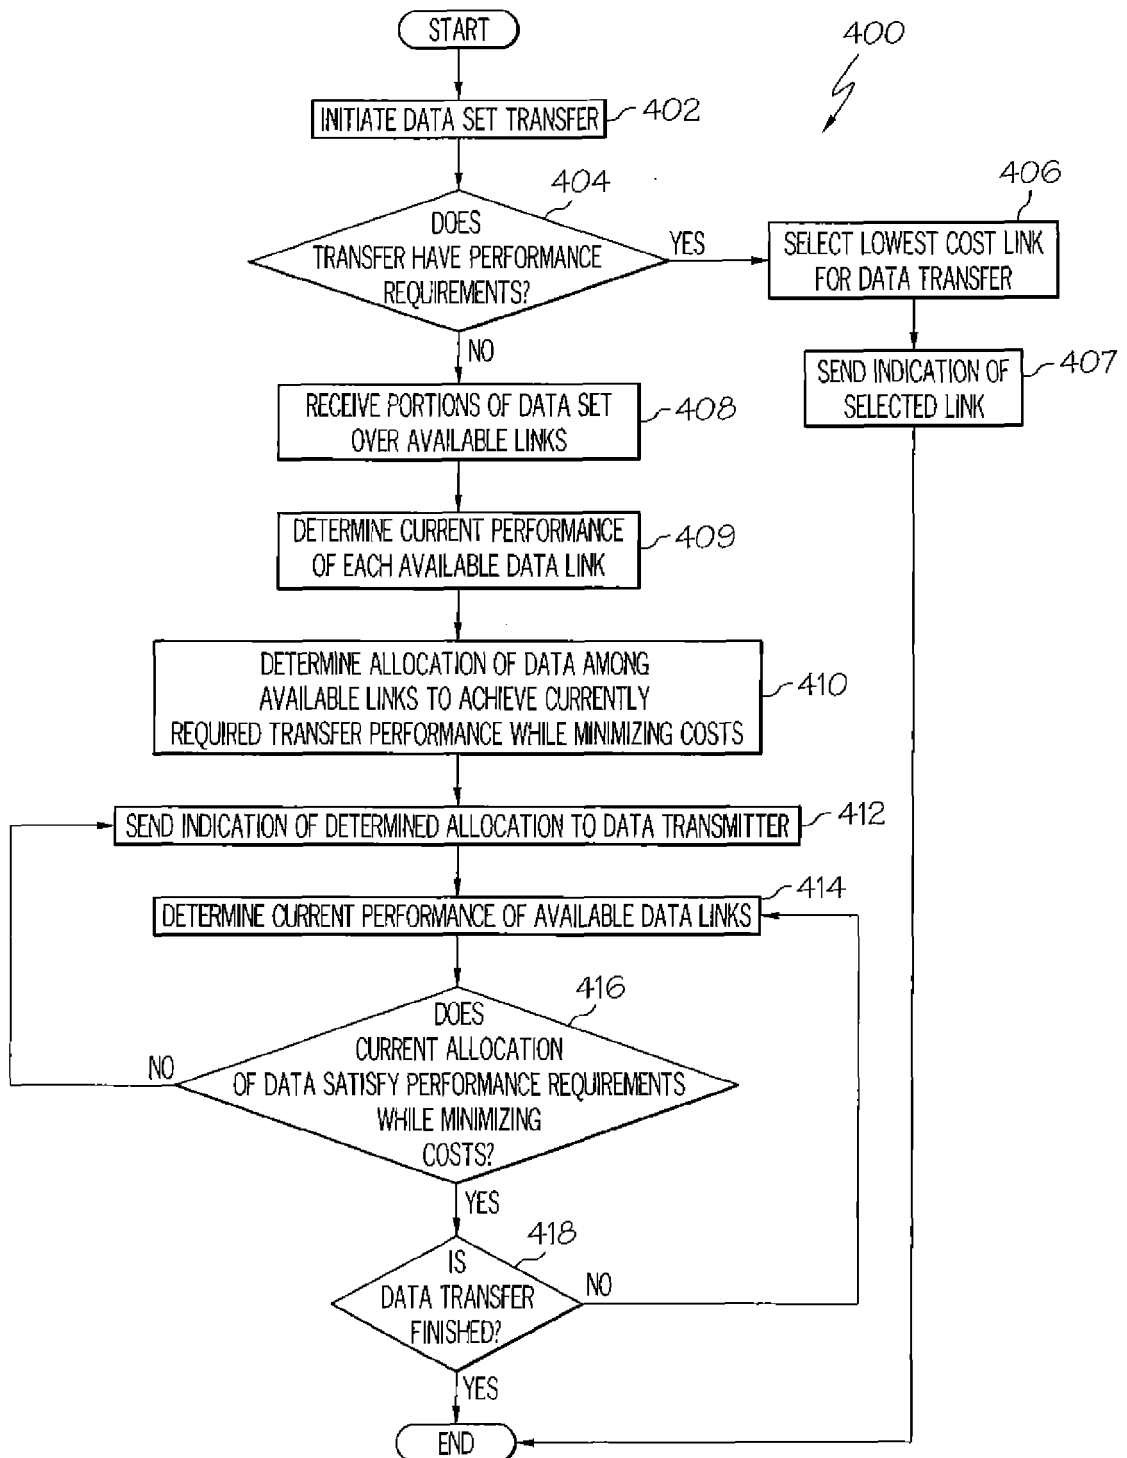 START
400
INITIATE DATA SET TRANSFER
402
404
DOES
TRANSFER HAVE PERFORMANCE
REQUIREMENTS?
YES
406
SELECT LOWEST COST LINK
FOR DATA TRANSFER
NO
407
SEND INDICATION OF
SELECTED LINK
RECEIVE PORTIONS OF DATA SET
OVER AVAILABLE LINKS
408
DETERMINE CURRENT PERFORMANCE
OF EACH AVAILABLE DATA LINK
409
DETERMINE ALLOCATION OF DATA AMONG
AVAILABLE LINKS TO ACHIEVE CURRENTLY
REQUIRED TRANSFER PERFORMANCE WHILE MINIMIZING COSTS
410
SEND INDICATION OF DETERMINED ALLOCATION TO DATA TRANSMITTER
412
414
DETERMINE CURRENT PERFORMANCE OF AVAILABLE DATA LINKS
416
DOES
CURRENT ALLOCATION
OF DATA SATISFY PERFORMANCE REQUIREMENTS
WHILE MINIMIZING
COSTS?
NO
YES
418
IS
DATA TRANSFER
FINISHED?
NO
YES
END